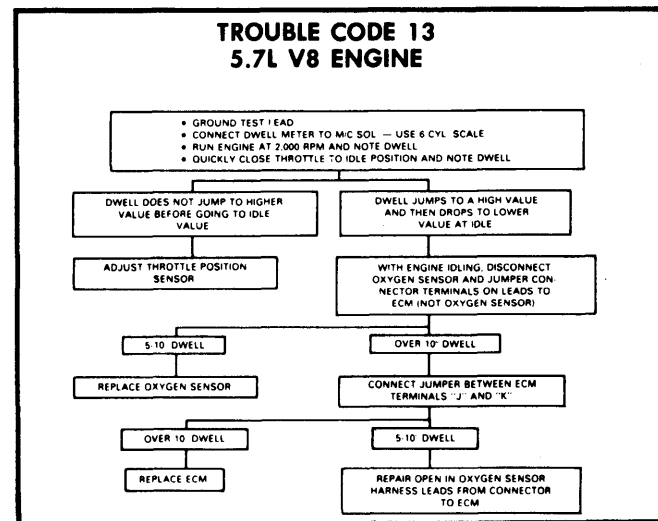 TROUBLE CODE 13
5.7L V8 ENGINE
• GROUND TEST LEAD
• CONNECT DWELL METER TO M/C SOL — USE 6 CYL SCALE
• RUN ENGINE AT 2,000 RPM AND NOTE DWELL
• QUICKLY CLOSE THROTTLE TO IDLE POSITION AND NOTE DWELL
DWELL DOES NOT JUMP TO HIGHER
VALUE BEFORE GOING TO IDLE
VALUE
DWELL JUMPS TO A HIGH VALUE
AND THEN DROPS TO LOWER
VALUE AT IDLE
ADJUST THROTTLE POSITION
SENSOR
WITH ENGINE IDLING, DISCONNECT
OXYGEN SENSOR AND JUMPER CON-
NECTOR TERMINALS ON LEADS TO
ECM (NOT OXYGEN SENSOR)
5-10° DWELL
OVER 10° DWELL
REPLACE OXYGEN SENSOR
CONNECT JUMPER BETWEEN ECM
TERMINALS "J" AND "K"
OVER 10° DWELL
5-10° DWELL
REPLACE ECM
REPAIR OPEN IN OXYGEN SENSOR
HARNESS LEADS FROM CONNECTOR
TO ECM